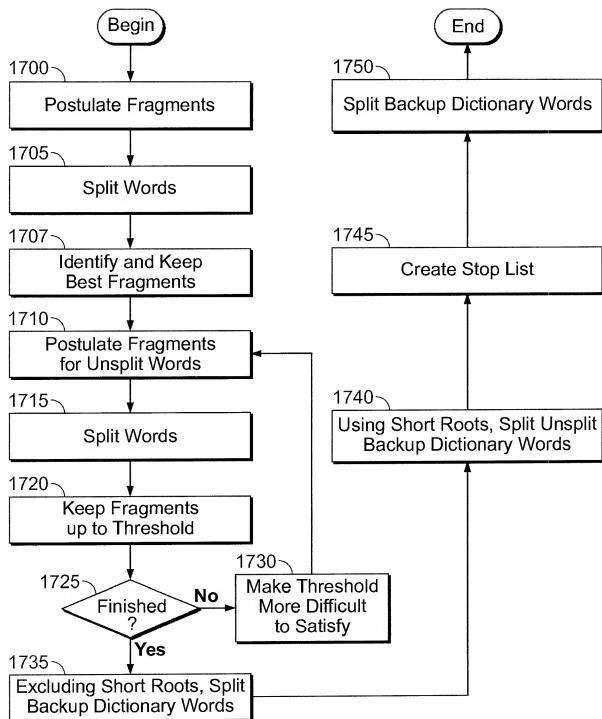 Begin
1700
Postulate Fragments
1705
Split Words
1707
Identify and Keep
Best Fragments
1710
Postulate Fragments
for Unsplit Words
1715
Split Words
1720
Keep Fragments
up to Threshold
1725
Finished
?
No
Yes
1730
Make Threshold
More Difficult
to Satisfy
1735
Excluding Short Roots, Split
Backup Dictionary Words
1740
Using Short Roots, Split Unsplit
Backup Dictionary Words
1745
Create Stop List
1750
Split Backup Dictionary Words
End